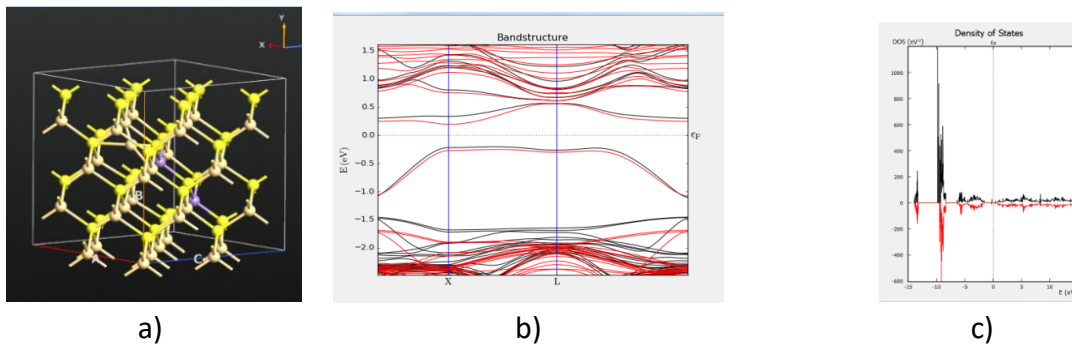 Y
X
Z
B
A
C
a)
Bandstructure
E (eV)
1.5
1.0
0.5
0.0
−0.5
−1.0
−1.5
−2.0
ϵF
X
L
b)
Density of States
DOS (eV⁻¹)
εF
1000
800
600
400
200
0
-200
-400
-600
-15
-10
-5
0
5
10
E (eV
c)